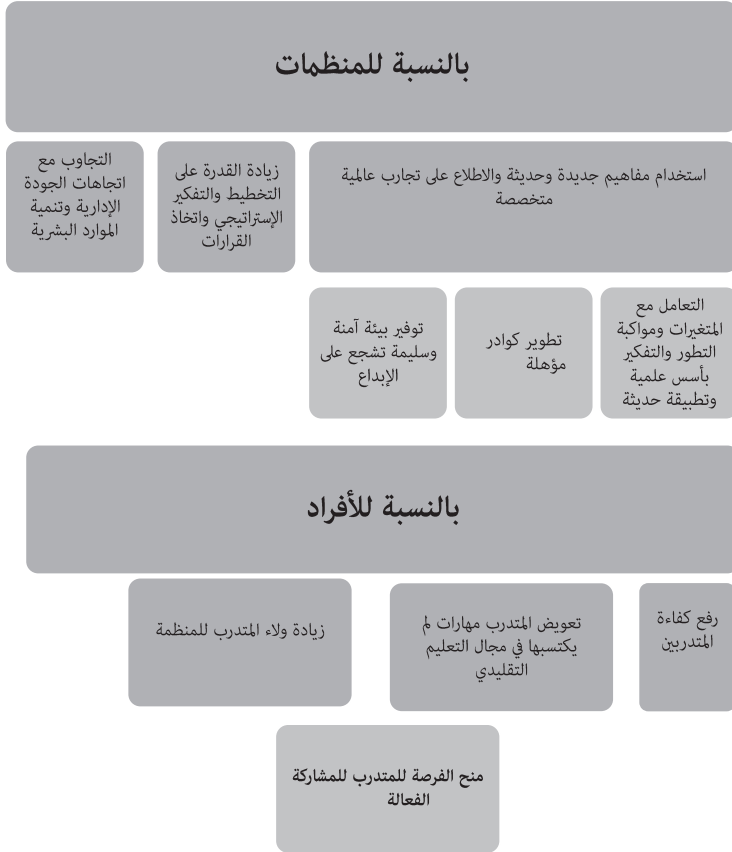 بالنسبة للمنظمات
استخدام مفاهيم جديدة وحديثة والاطلاع على تجارب عالمية
متخصصة
زيادة القدرة على
التخطيط والتفكير
الإستراتيجي واتخاذ
القرارات
التجاوب مع
اتجاهات الجودة
الإدارية وتنمية
الموارد البشرية
التعامل مع
المتغيرات ومواكبة
التطور والتفكير
بأسس علمية
وتطبيقة حديثة
تطوير كوادر
مؤهلة
توفير بيئة آمنة
وسليمة تشجع على
الإبداع
بالنسبة للأفراد
رفع كفاءة
المتدربين
تعويض المتدرب مهارات لم
يكتسبها في مجال التعليم
التقليدي
زيادة ولاء المتدرب للمنظمة
منح الفرصة للمتدرب للمشاركة
الفعالة